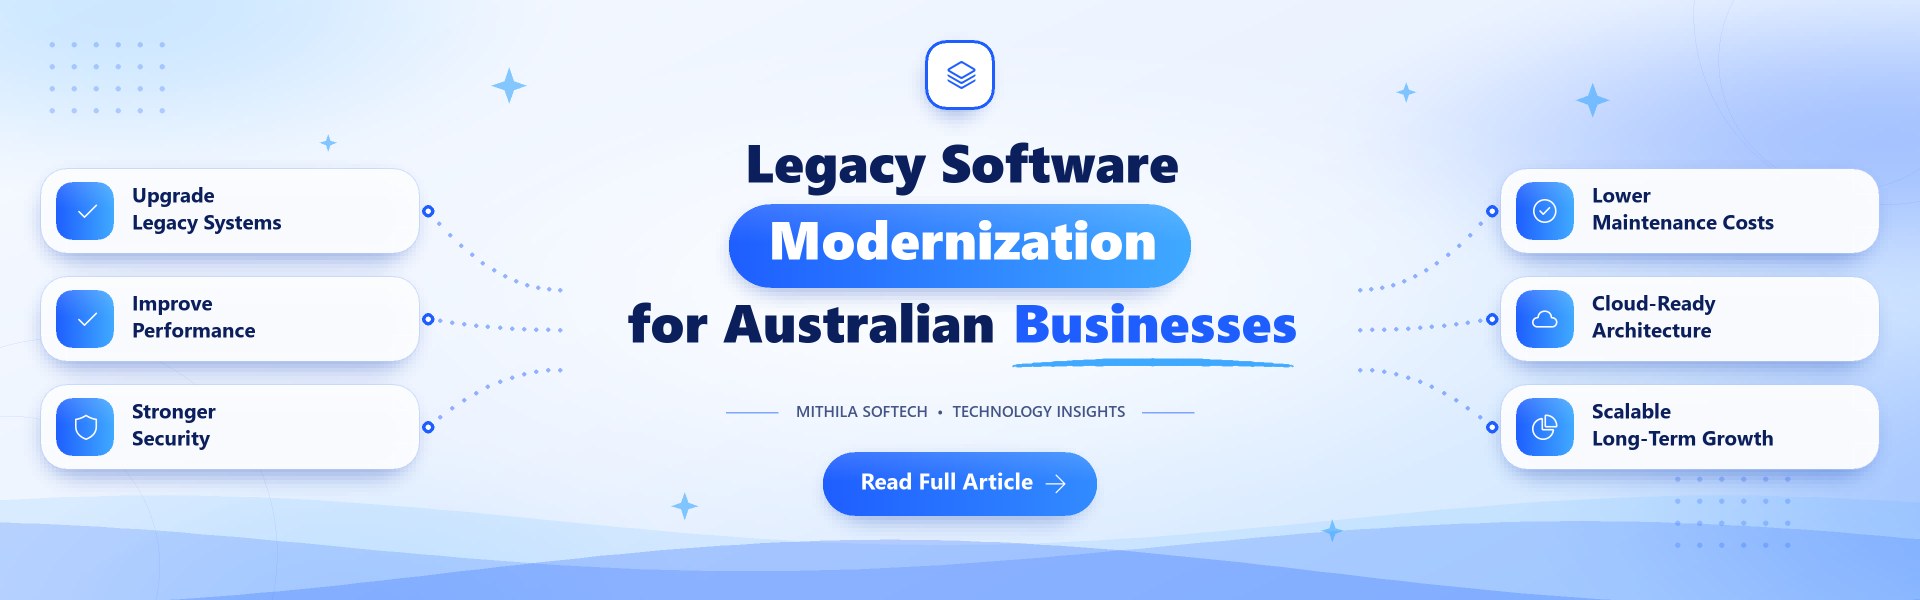 Legacy Software
Modernization
for Australian Businesses
MITHILA SOFTECH • TECHNOLOGY INSIGHTS
Read Full Article →
Upgrade
Legacy Systems
Improve
Performance
Stronger
Security
Lower
Maintenance Costs
Cloud-Ready
Architecture
Scalable
Long-Term Growth